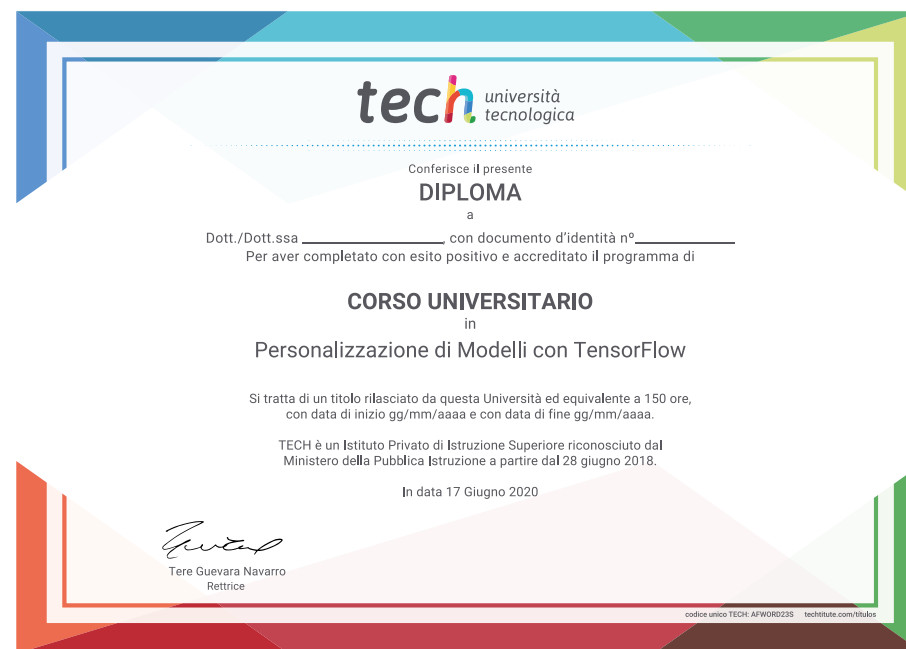 tech università
tecnologica
Conferisce il presente
DIPLOMA
a
Dott./Dott.ssa ________________, con documento d'identità nº___________
Per aver completato con esito positivo e accreditato il programma di
CORSO UNIVERSITARIO
in
Personalizzazione di Modelli con TensorFlow
Si tratta di un titolo rilasciato da questa Università ed equivalente a 150 ore,
con data di inizio gg/mm/aaaa e con data di fine gg/mm/aaaa.
TECH è un Istituto Privato di Istruzione Superiore riconosciuto dal
Ministero della Pubblica Istruzione a partire dal 28 giugno 2018.
In data 17 Giugno 2020
Tere Guevara Navarro
Rettrice
codice unico TECH: AFWORD23S techtitute.com/titulos